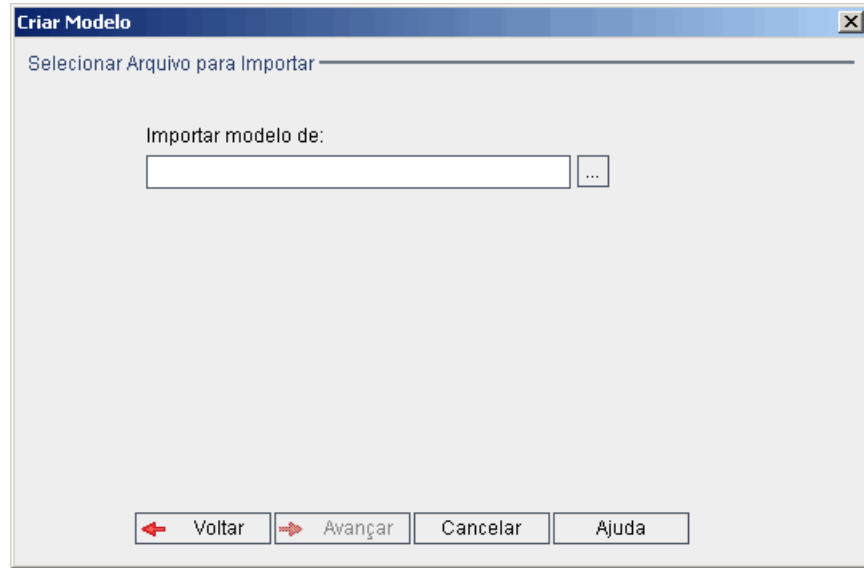 Criar Modelo
Selecionar Arquivo para Importar
Importar modelo de:
...
Voltar
Avançar
Cancelar
Ajuda